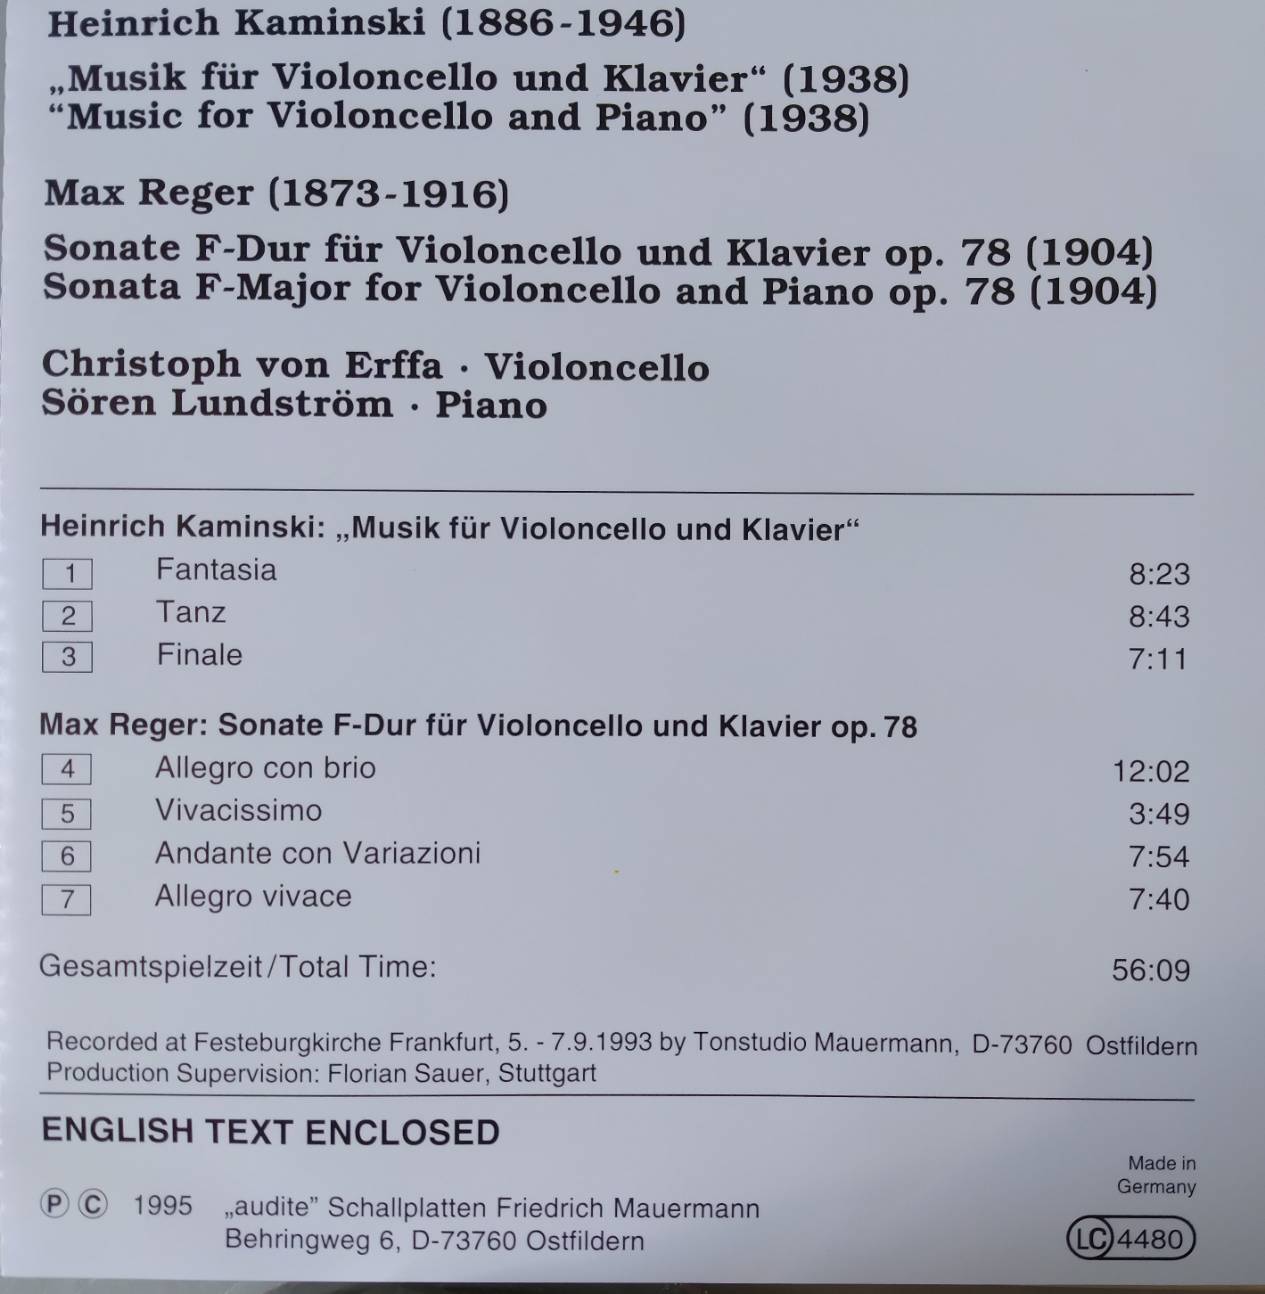 Heinrich Kaminski (1886-1946)
„Musik für Violoncello und Klavier“ (1938)
“Music for Violoncello and Piano” (1938)
Max Reger (1873-1916)
Sonate F-Dur für Violoncello und Klavier op. 78 (1904)
Sonata F-Major for Violoncello and Piano op. 78 (1904)
Christoph von Erffa · Violoncello
Sören Lundström · Piano
Heinrich Kaminski: „Musik für Violoncello und Klavier“
1 Fantasia 8:23
2 Tanz 8:43
3 Finale 7:11
Max Reger: Sonate F-Dur für Violoncello und Klavier op. 78
4 Allegro con brio 12:02
5 Vivacissimo 3:49
6 Andante con Variazioni 7:54
7 Allegro vivace 7:40
Gesamtspielzeit/Total Time: 56:09
Recorded at Festeburgkirche Frankfurt, 5. - 7.9.1993 by Tonstudio Mauermann, D-73760 Ostfildern
Production Supervision: Florian Sauer, Stuttgart
ENGLISH TEXT ENCLOSED
Made in
Germany
Ⓟ Ⓒ 1995 „audite” Schallplatten Friedrich Mauermann
Behringweg 6, D-73760 Ostfildern
LC 4480